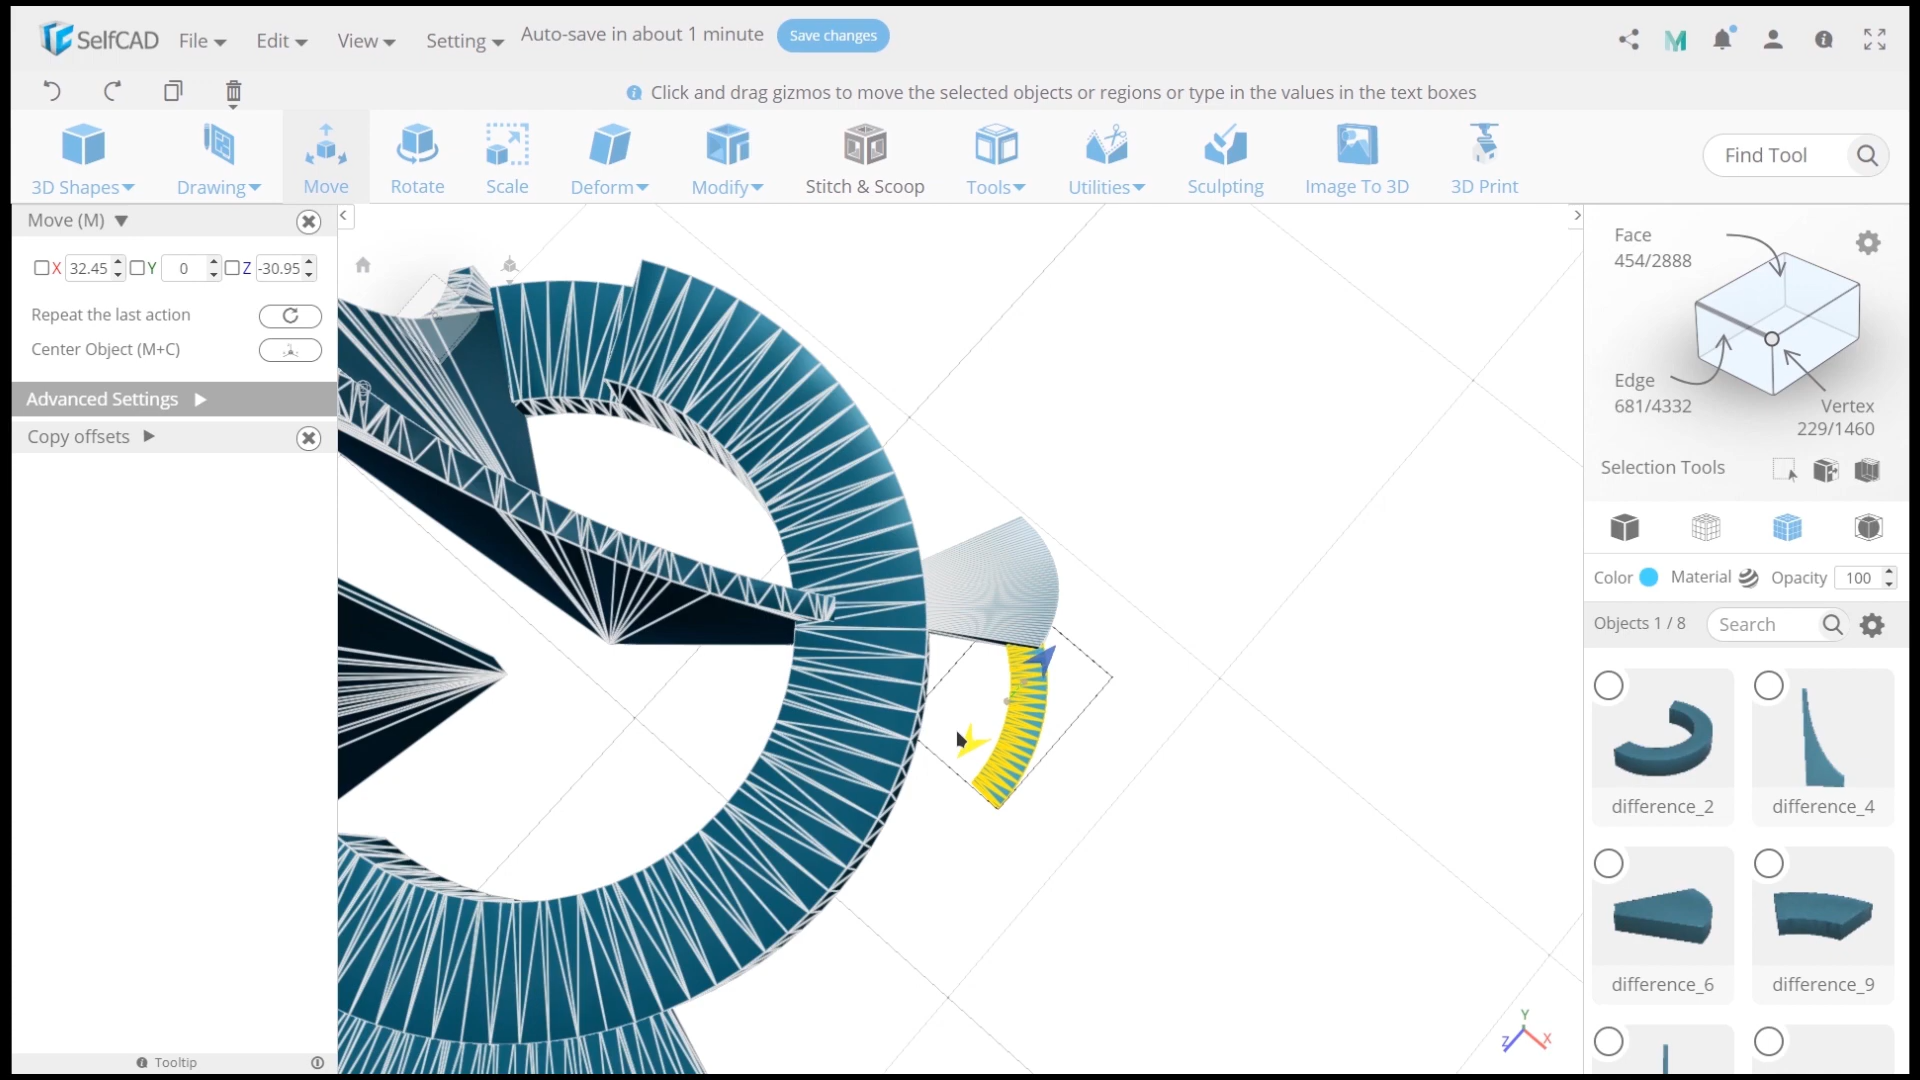 SelfCAD File Edit View Setting Auto-save in about 1 minute Save changes
Click and drag gizmos to move the selected objects or regions or type in the values in the text boxes
3D Shapes Drawing Move Rotate Scale Deform Modify Stitch & Scoop Tools Utilities Sculpting Image To 3D 3D Print Find Tool
Move (M)
X 32.45 Y 0 Z -30.95
Repeat the last action
Center Object (M+C)
Advanced Settings
Copy offsets
Tooltip
Face
454/2888
Edge
681/4332
Vertex
229/1460
Selection Tools
Color Material Opacity 100
Objects 1 / 8 Search
difference_2 difference_4
difference_6 difference_9
Y
Z X